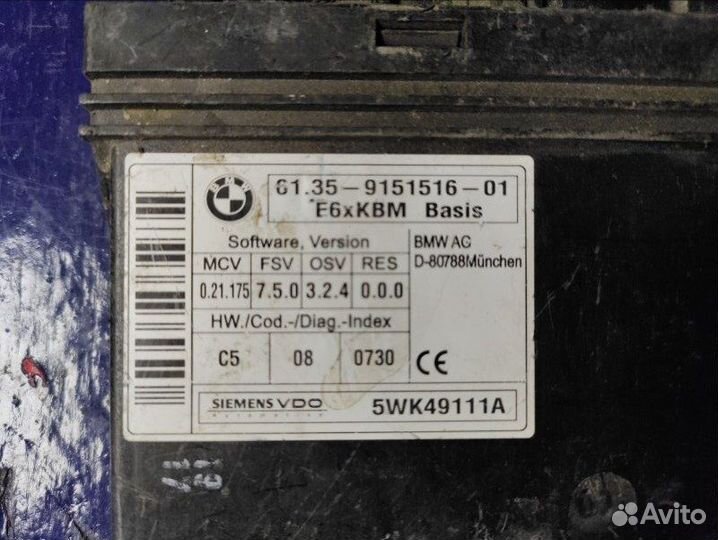 BMW
61.35-9151516-01
E6xKBM Basis
Software, Version
MCV FSV OSV RES
0.21.175 7.5.0 3.2.4 0.0.0
HW./Cod.-/Diag.-Index
C5 08 0730
BMW AG
D-80788München
CE
SIEMENS VDO
Automotive
5WK49111A
Avito